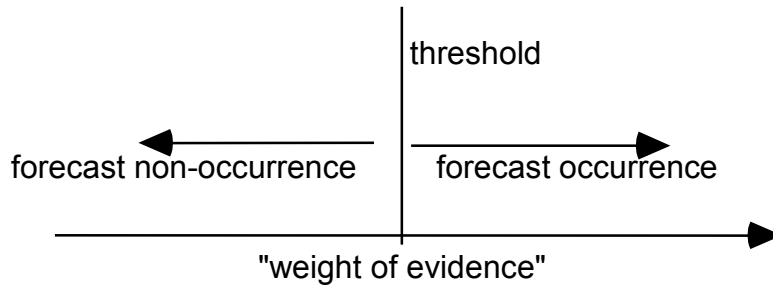 threshold
forecast non-occurrence
forecast occurrence
"weight of evidence"